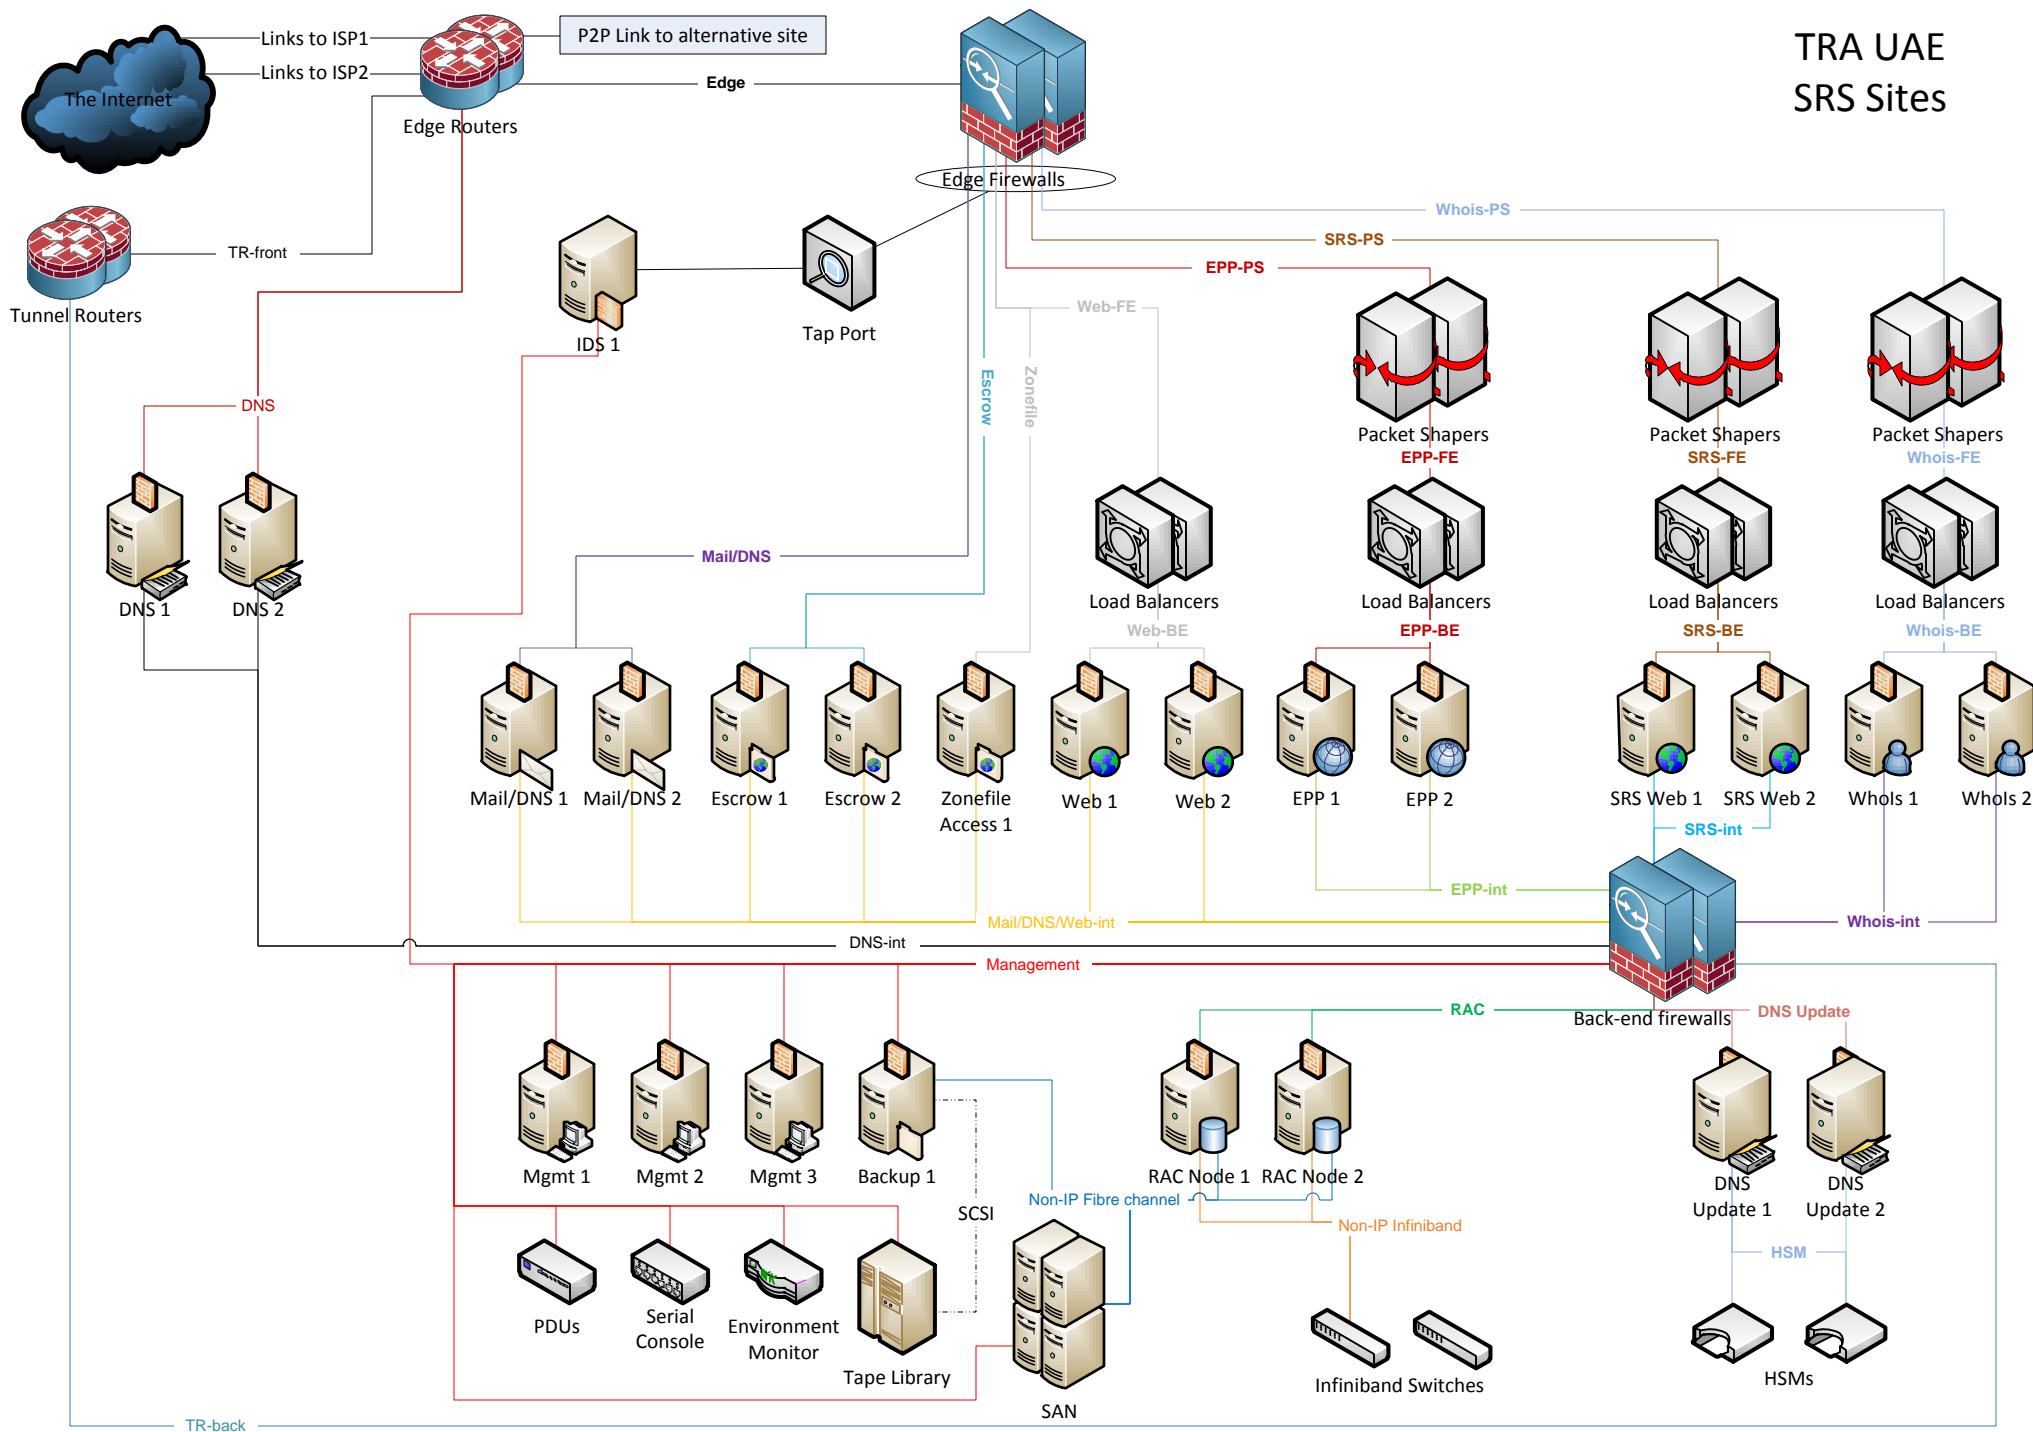 TRA UAE
SRS Sites
Links to ISP1
P2P Link to alternative site
Links to ISP2
The Internet
Edge
Edge Routers
Edge Firewalls
Whois-PS
SRS-PS
TR-front
EPP-PS
Tunnel Routers
Web-FE
IDS 1
Tap Port
Escrow
Zonefile
DNS
Packet Shapers
Packet Shapers
Packet Shapers
EPP-FE
SRS-FE
Whois-FE
Mail/DNS
DNS 1
DNS 2
Load Balancers
Load Balancers
Load Balancers
Load Balancers
Web-BE
EPP-BE
SRS-BE
Whois-BE
Mail/DNS 1
Mail/DNS 2
Escrow 1
Escrow 2
Zonefile
Access 1
Web 1
Web 2
EPP 1
EPP 2
SRS Web 1
SRS Web 2
WhoIs 1
WhoIs 2
SRS-int
EPP-int
Mail/DNS/Web-int
Whois-int
DNS-int
Management
RAC
Back-end firewalls
DNS Update
Mgmt 1
Mgmt 2
Mgmt 3
Backup 1
RAC Node 1
RAC Node 2
DNS
Update 1
DNS
Update 2
Non-IP Fibre channel
SCSI
Non-IP Infiniband
HSM
PDUs
Serial
Console
Environment
Monitor
Tape Library
SAN
Infiniband Switches
HSMs
TR-back